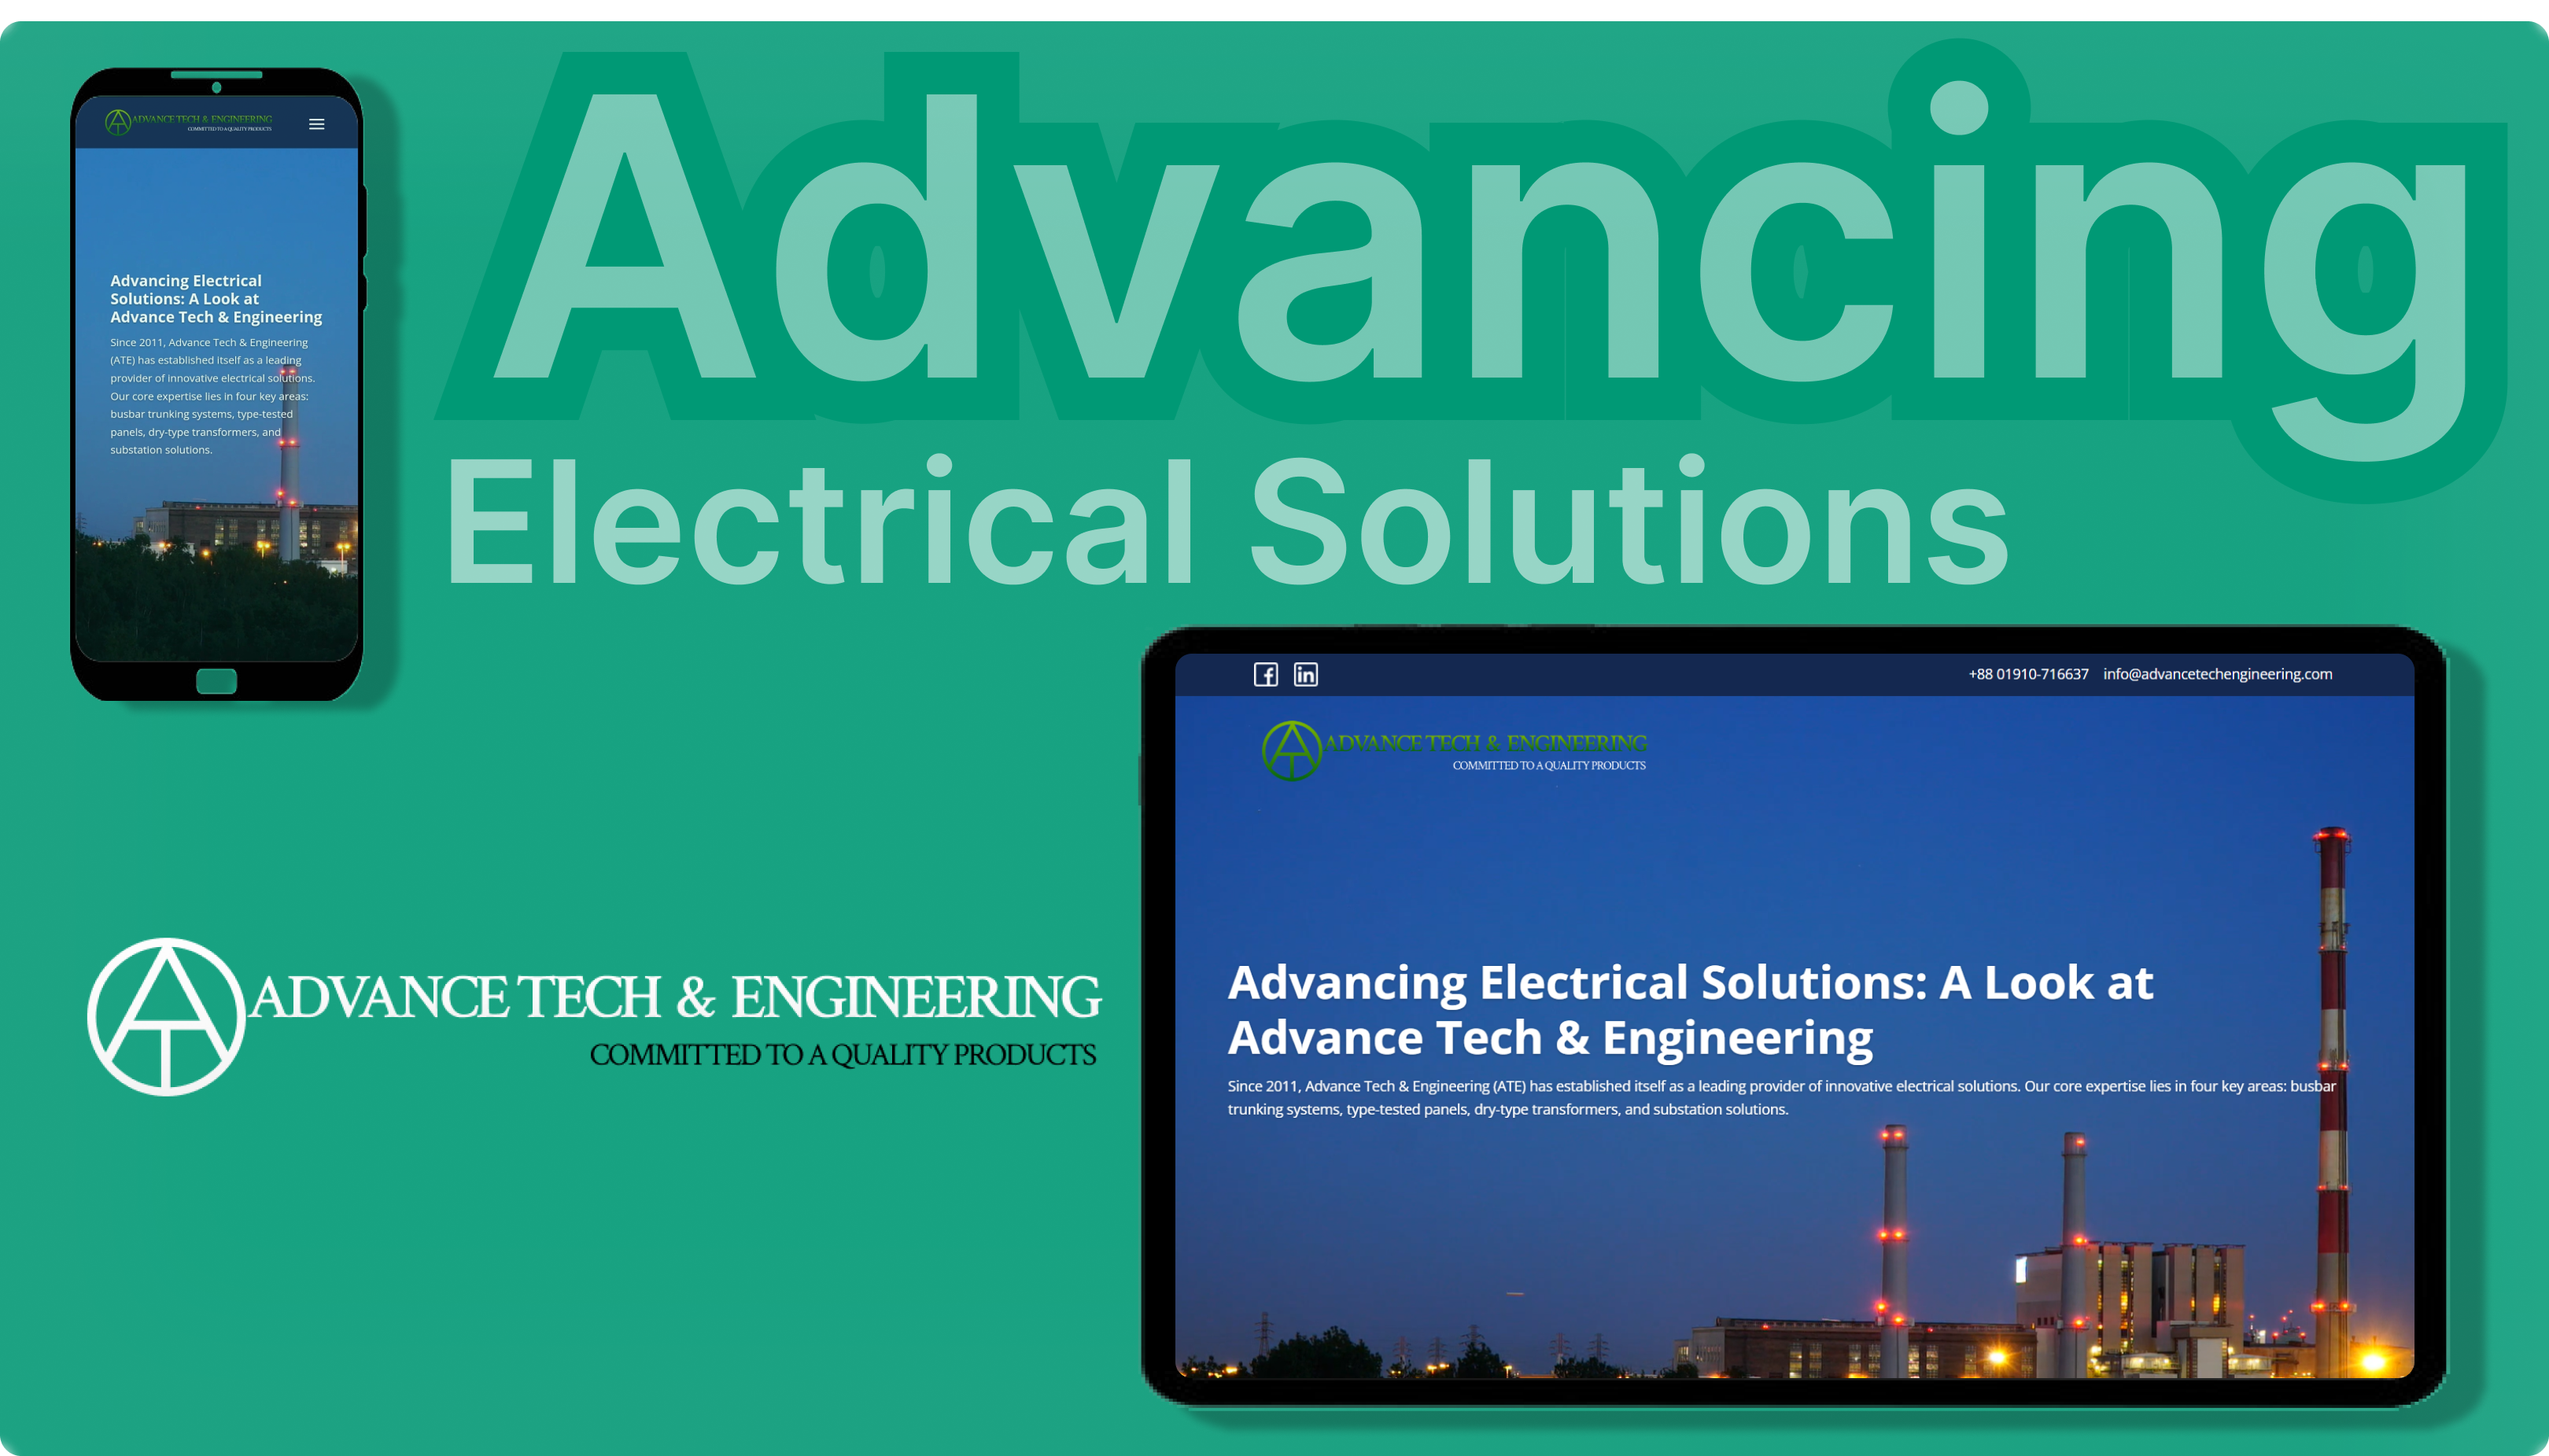 Advancing
Electrical Solutions
ADVANCE TECH & ENGINEERING
COMMITTED TO A QUALITY PRODUCTS
Advancing Electrical
Solutions: A Look at
Advance Tech & Engineering
Since 2011, Advance Tech & Engineering
(ATE) has established itself as a leading
provider of innovative electrical solutions.
Our core expertise lies in four key areas:
busbar trunking systems, type-tested
panels, dry-type transformers, and
substation solutions.
ADVANCE TECH & ENGINEERING
COMMITTED TO A QUALITY PRODUCTS
+88 01910-716637 info@advancetechengineering.com
ADVANCE TECH & ENGINEERING
COMMITTED TO A QUALITY PRODUCTS
Advancing Electrical Solutions: A Look at
Advance Tech & Engineering
Since 2011, Advance Tech & Engineering (ATE) has established itself as a leading provider of innovative electrical solutions. Our core expertise lies in four key areas: busbar
trunking systems, type-tested panels, dry-type transformers, and substation solutions.